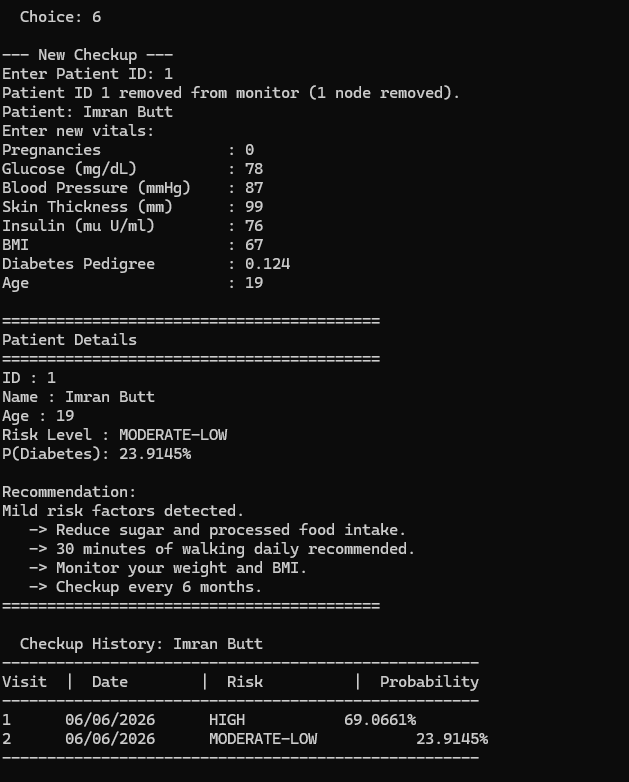 Choice: 6
--- New Checkup ---
Enter Patient ID: 1
Patient ID 1 removed from monitor (1 node removed).
Patient: Imran Butt
Enter new vitals:
Pregnancies : 0
Glucose (mg/dL) : 78
Blood Pressure (mmHg) : 87
Skin Thickness (mm) : 99
Insulin (mu U/ml) : 76
BMI : 67
Diabetes Pedigree : 0.124
Age : 19
==========================================
Patient Details
==========================================
ID : 1
Name : Imran Butt
Age : 19
Risk Level : MODERATE-LOW
P(Diabetes): 23.9145%
Recommendation:
Mild risk factors detected.
-> Reduce sugar and processed food intake.
-> 30 minutes of walking daily recommended.
-> Monitor your weight and BMI.
-> Checkup every 6 months.
==========================================
Checkup History: Imran Butt
-----------------------------------------------------
Visit | Date | Risk | Probability
-----------------------------------------------------
1 06/06/2026 HIGH 69.0661%
2 06/06/2026 MODERATE-LOW 23.9145%
-----------------------------------------------------